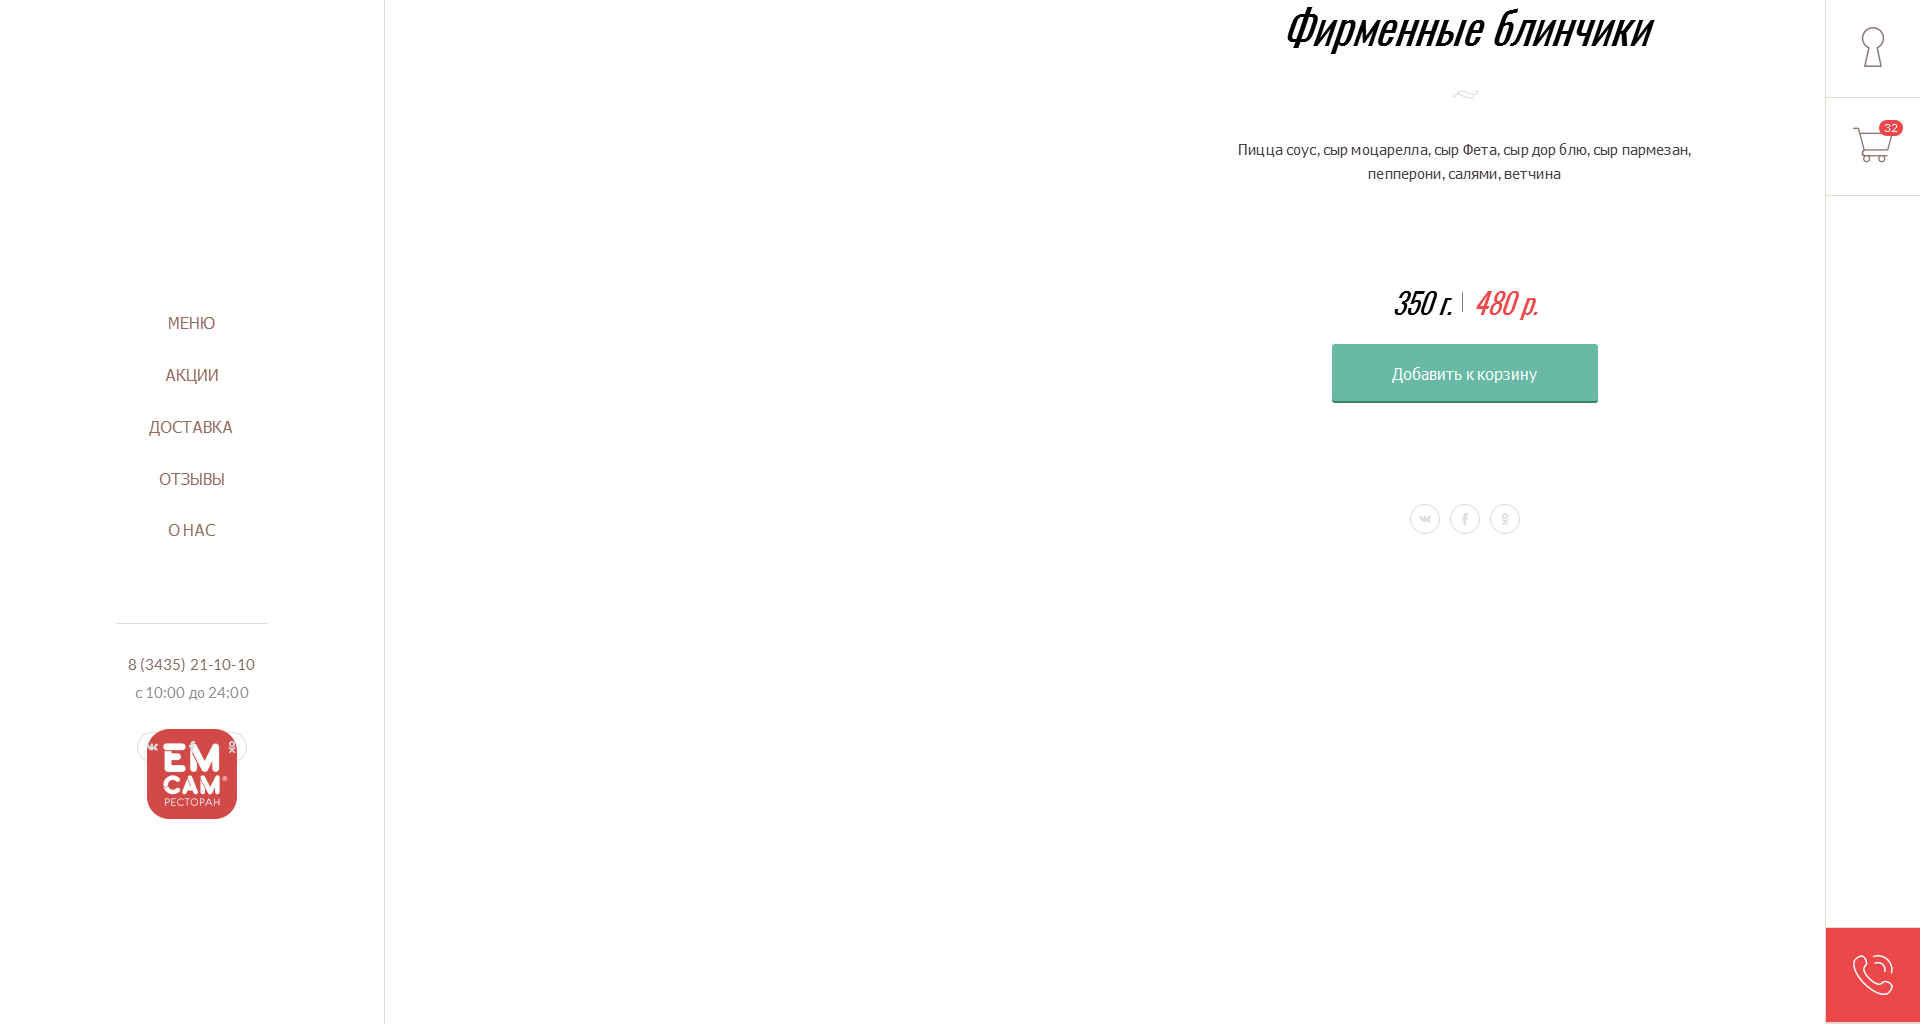 МЕНЮ
АКЦИИ
ДОСТАВКА
ОТЗЫВЫ
О НАС
8 (3435) 21-10-10
с 10:00 до 24:00
ЕМ
САМ®
РЕСТОРАН
Фирменные блинчики
Пицца соус, сыр моцарелла, сыр Фета, сыр дор блю, сыр пармезан,
пепперони, салями, ветчина
350 г. 480 р.
Добавить к корзину
32